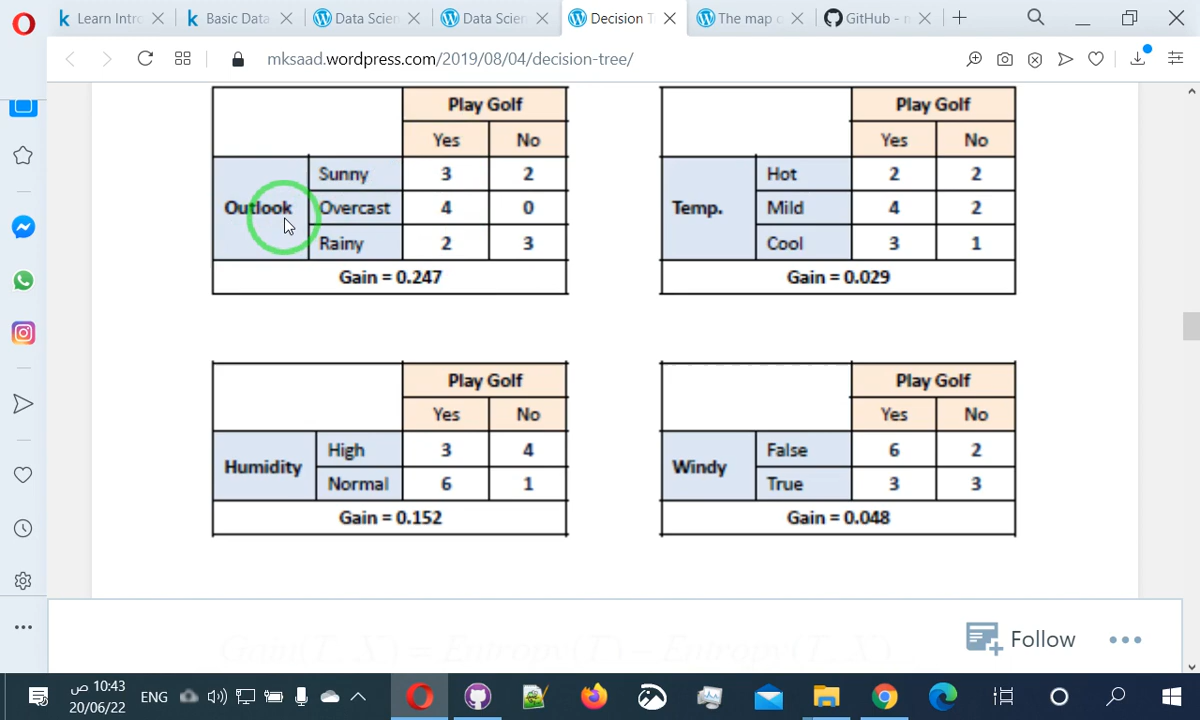 Learn Intro
Basic Data
Data Scien
Data Scien
Decision T
The map o
GitHub - m
mksaad.wordpress.com/2019/08/04/decision-tree/
Play Golf
Yes No
Outlook
Sunny 3 2
Overcast 4 0
Rainy 2 3
Gain = 0.247
Play Golf
Yes No
Temp.
Hot 2 2
Mild 4 2
Cool 3 1
Gain = 0.029
Play Golf
Yes No
Humidity
High 3 4
Normal 6 1
Gain = 0.152
Play Golf
Yes No
Windy
False 6 2
True 3 3
Gain = 0.048
Gain(T, X) = Entropy(T) – Entropy(T, X)
Follow
10:43 ص
ENG
20/06/22